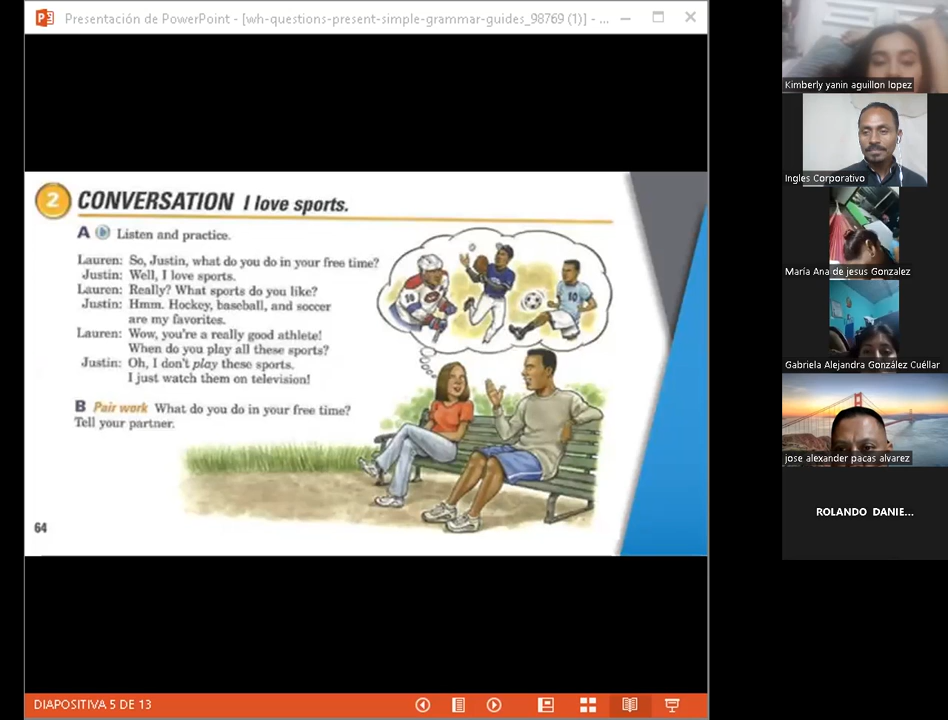 Presentación de PowerPoint - [wh-questions-present-simple-grammar-guides_98769 (1)] - ...
2
CONVERSATION I love sports.
A Listen and practice.
Lauren: So, Justin, what do you do in your free time?
Justin: Well, I love sports.
Lauren: Really? What sports do you like?
Justin: Hmm. Hockey, baseball, and soccer
are my favorites.
Lauren: Wow, you're a really good athlete!
When do you play all these sports?
Justin: Oh, I don't play these sports.
I just watch them on television!
B Pair work What do you do in your free time?
Tell your partner.
10
64
DIAPOSITIVA 5 DE 13
Kimberly yanin aguillon lopez
Ingles Corporativo
María Ana de jesus Gonzalez
Gabriela Alejandra González Cuéllar
jose alexander pacas alvarez
ROLANDO DANIE...